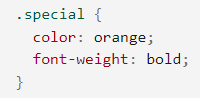 .special {
  color: orange;
  font-weight: bold;
}